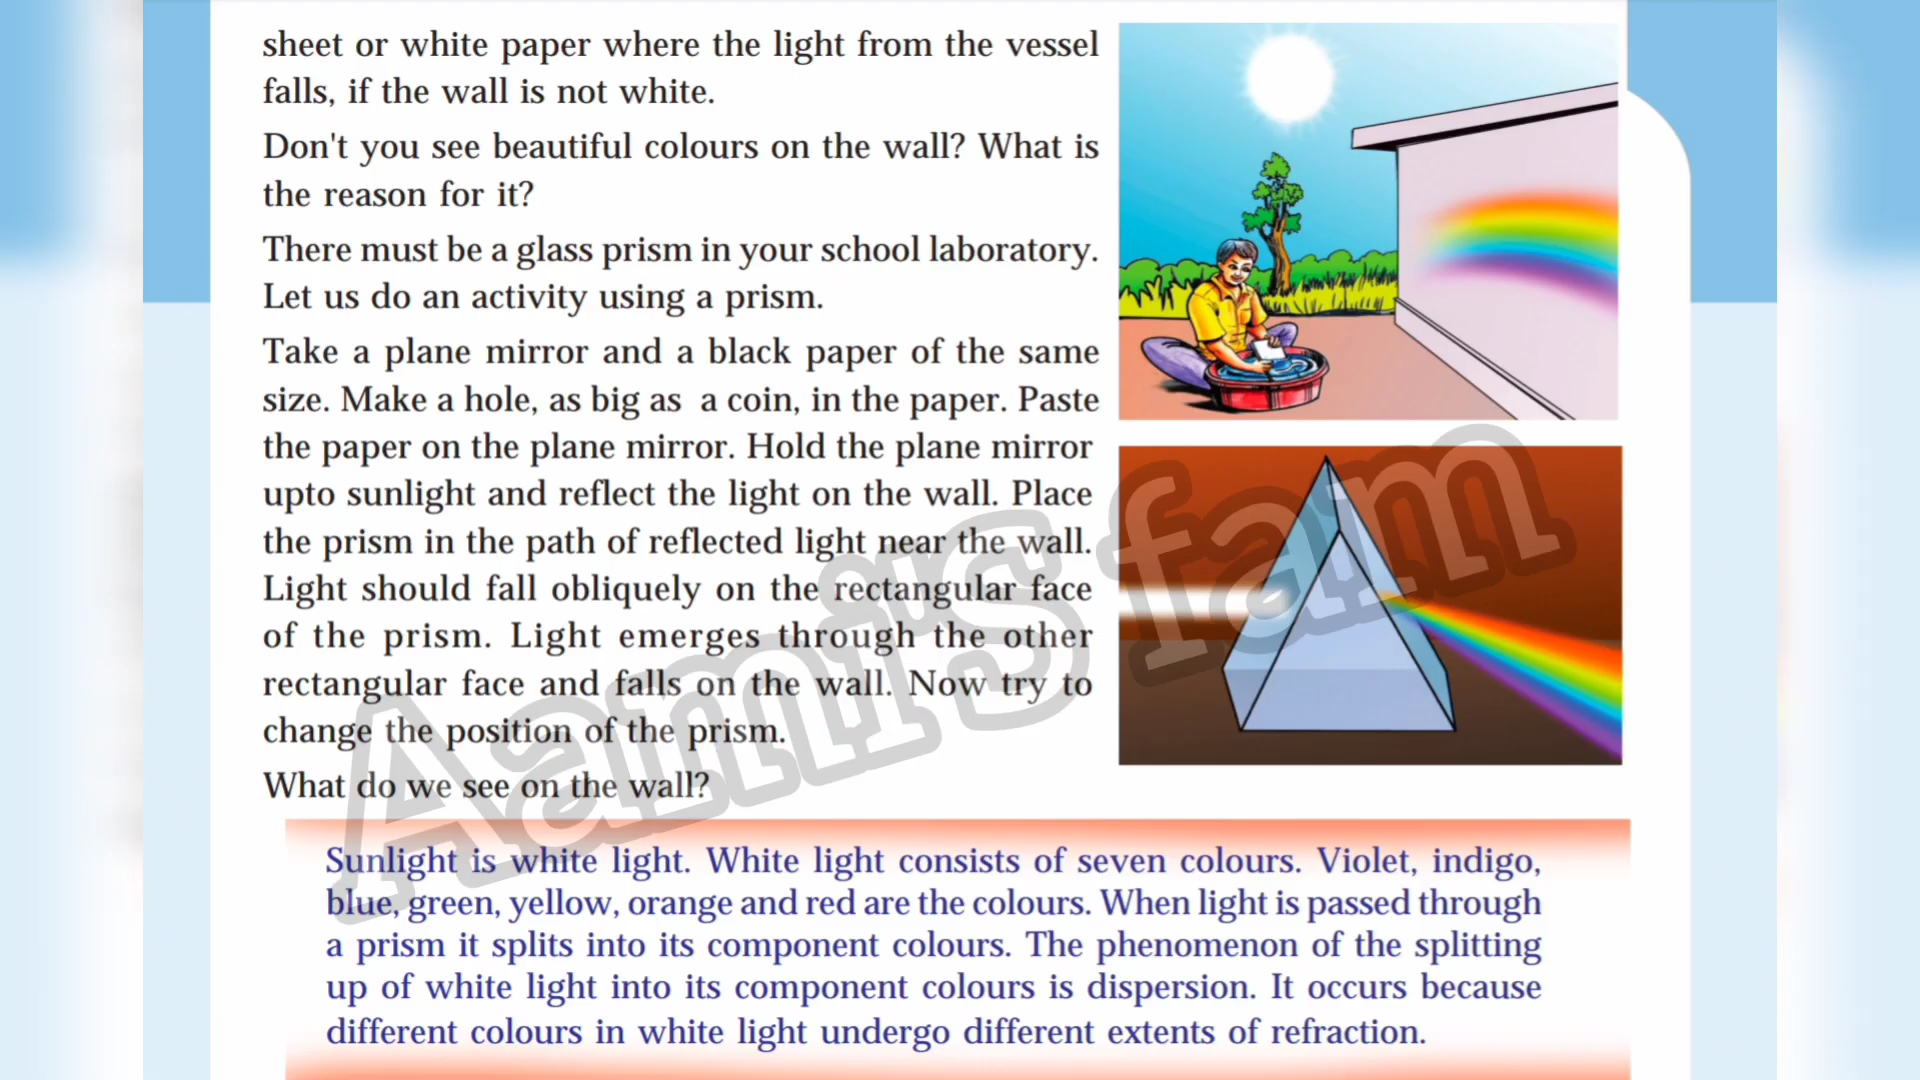 sheet or white paper where the light from the vessel
falls, if the wall is not white.
Don't you see beautiful colours on the wall? What is
the reason for it?
There must be a glass prism in your school laboratory.
Let us do an activity using a prism.
Take a plane mirror and a black paper of the same
size. Make a hole, as big as a coin, in the paper. Paste
the paper on the plane mirror. Hold the plane mirror
upto sunlight and reflect the light on the wall. Place
the prism in the path of reflected light near the wall.
Light should fall obliquely on the rectangular face
of the prism. Light emerges through the other
rectangular face and falls on the wall. Now try to
change the position of the prism.
What do we see on the wall?
Sunlight is white light. White light consists of seven colours. Violet, indigo,
blue, green, yellow, orange and red are the colours. When light is passed through
a prism it splits into its component colours. The phenomenon of the splitting
up of white light into its component colours is dispersion. It occurs because
different colours in white light undergo different extents of refraction.
Aami's fam